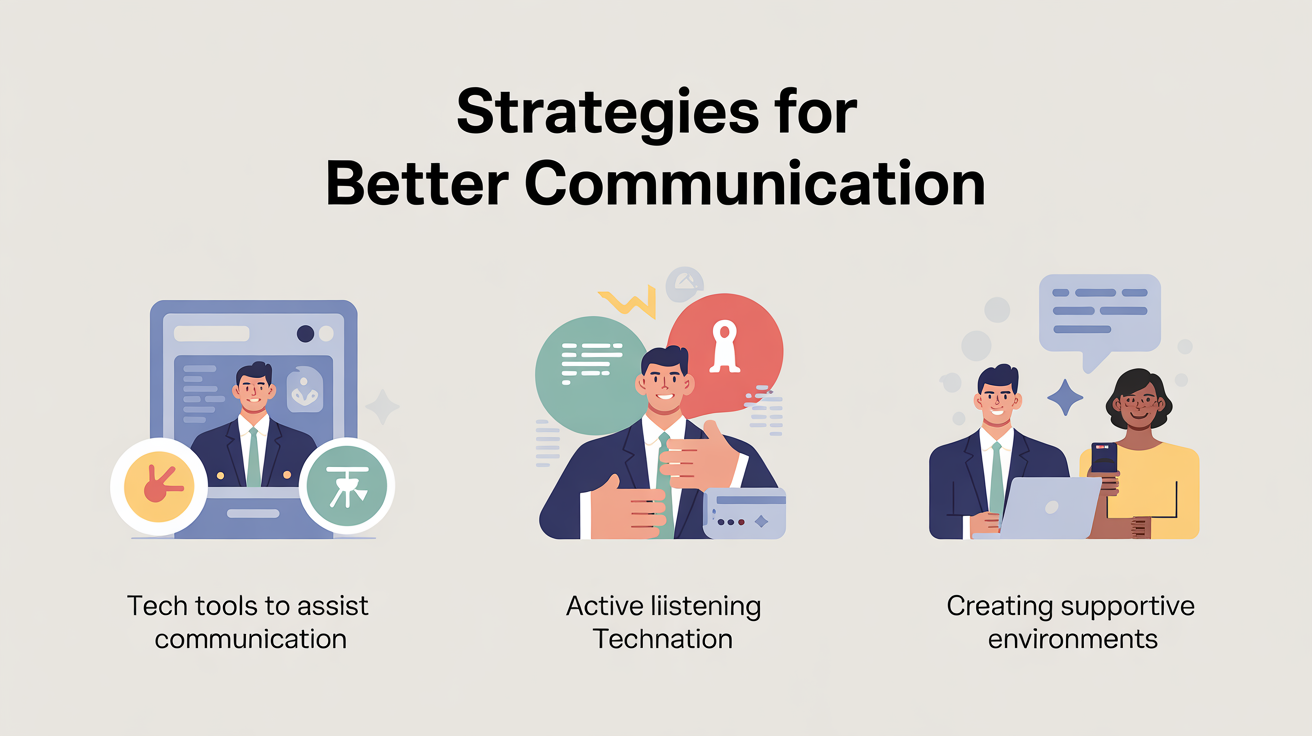 Strategies for
Better Communication
Tech tools to assist
communication
Active liistening
Technation
Creating supportive
environments